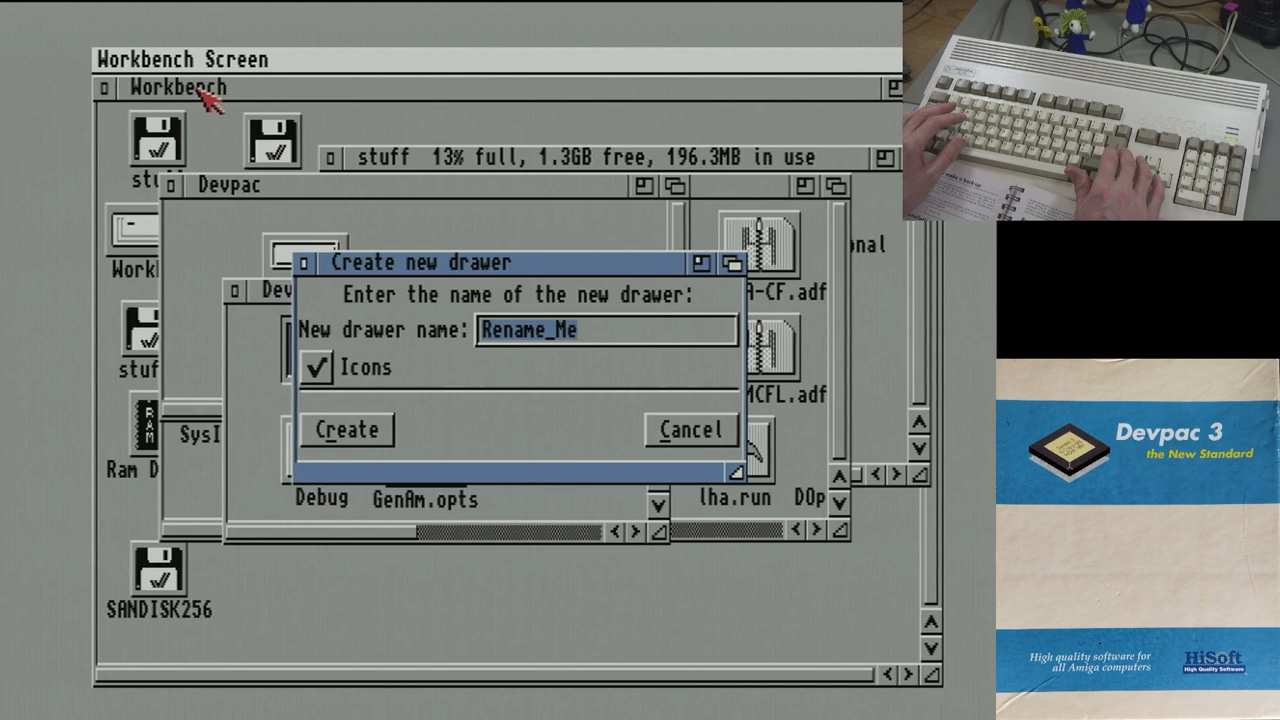 Workbench Screen
Workbench
stuff 13% full, 1.3GB free, 196.3MB in use
Devpac
Create new drawer
Enter the name of the new drawer:
New drawer name: Rename_Me
Icons
Create
Cancel
A-CF.adf
MCFL.adf
RAM
Ram D
SysI
Debug
GenAm.opts
lha.run
DOp
SANDISK256
Devpac 3
the New Standard
High quality software for
all Amiga computers
HiSoft
High Quality Software